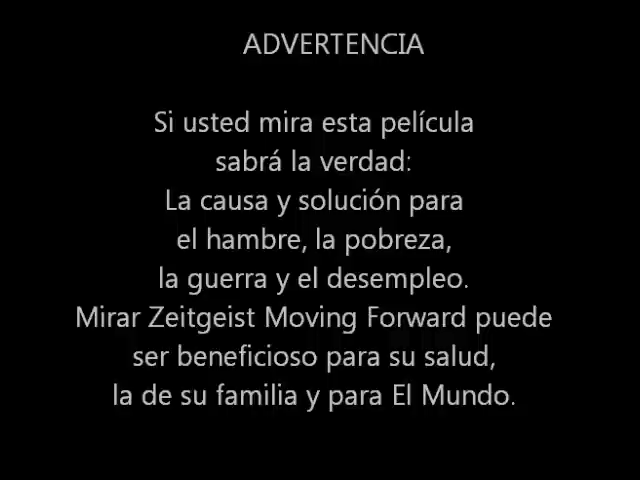 ADVERTENCIA
Si usted mira esta película
sabrá la verdad:
La causa y solución para
el hambre, la pobreza,
la guerra y el desempleo.
Mirar Zeitgeist Moving Forward puede
ser beneficioso para su salud,
la de su familia y para El Mundo.